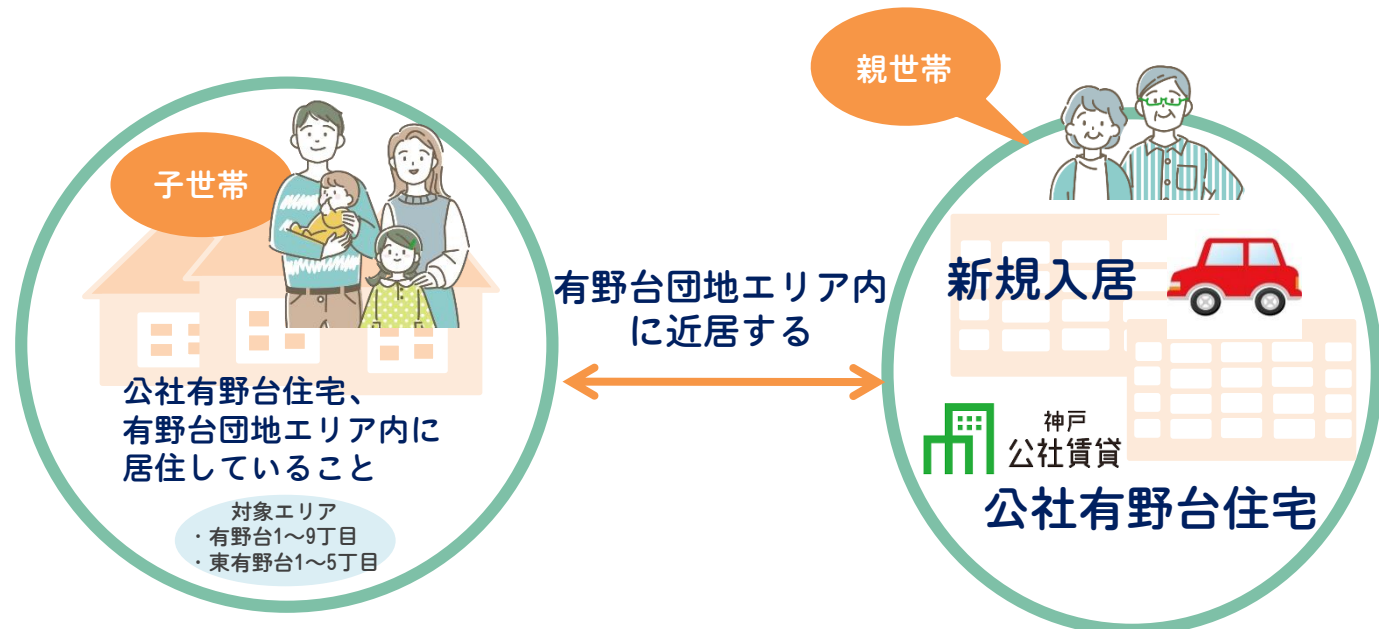 子世帯
公社有野台住宅、
有野台団地エリア内に
居住していること
対象エリア
・有野台1〜9丁目
・東有野台1〜5丁目
有野台団地エリア内
に近居する
親世帯
新規入居
神戸
公社賃貸
公社有野台住宅